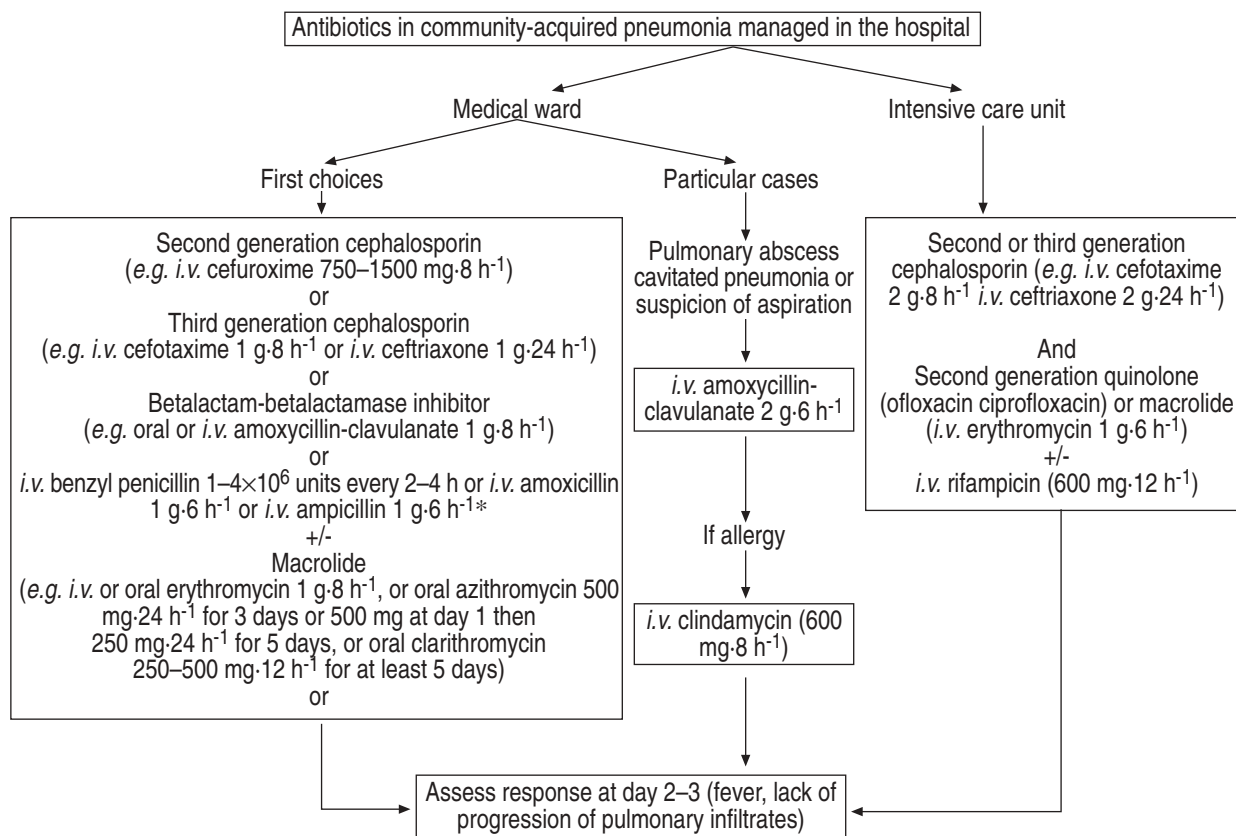 Antibiotics in community-acquired pneumonia managed in the hospital
Medical ward
Intensive care unit
First choices
Particular cases
Second generation cephalosporin
(e.g. i.v. cefuroxime 750–1500 mg·8 h⁻¹)
or
Third generation cephalosporin
(e.g. i.v. cefotaxime 1 g·8 h⁻¹ or i.v. ceftriaxone 1 g·24 h⁻¹)
or
Betalactam-betalactamase inhibitor
(e.g. oral or i.v. amoxycillin-clavulanate 1 g·8 h⁻¹)
or
i.v. benzyl penicillin 1–4×10⁶ units every 2–4 h or i.v. amoxicillin
1 g·6 h⁻¹ or i.v. ampicillin 1 g·6 h⁻¹*
+/-
Macrolide
(e.g. i.v. or oral erythromycin 1 g·8 h⁻¹, or oral azithromycin 500
mg·24 h⁻¹ for 3 days or 500 mg at day 1 then
250 mg·24 h⁻¹ for 5 days, or oral clarithromycin
250–500 mg·12 h⁻¹ for at least 5 days)
or
Pulmonary abscess
cavitated pneumonia or
suspicion of aspiration
i.v. amoxycillin-
clavulanate 2 g·6 h⁻¹
If allergy
i.v. clindamycin (600
mg·8 h⁻¹)
Second or third generation
cephalosporin (e.g. i.v. cefotaxime
2 g·8 h⁻¹ i.v. ceftriaxone 2 g·24 h⁻¹)
And
Second generation quinolone
(ofloxacin ciprofloxacin) or macrolide
(i.v. erythromycin 1 g·6 h⁻¹)
+/-
i.v. rifampicin (600 mg·12 h⁻¹)
Assess response at day 2–3 (fever, lack of
progression of pulmonary infiltrates)